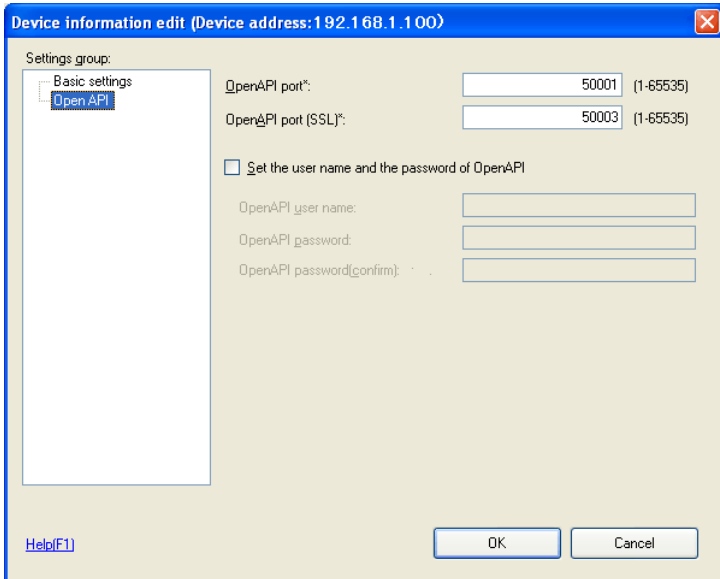 Device information edit (Device address:192.168.1.100)
Settings group:
Basic settings
Open API
OpenAPI port*: 50001 (1-65535)
OpenAPI port (SSL)*: 50003 (1-65535)
Set the user name and the password of OpenAPI
OpenAPI user name:
OpenAPI password:
OpenAPI password(confirm):
Help(F1)
OK Cancel